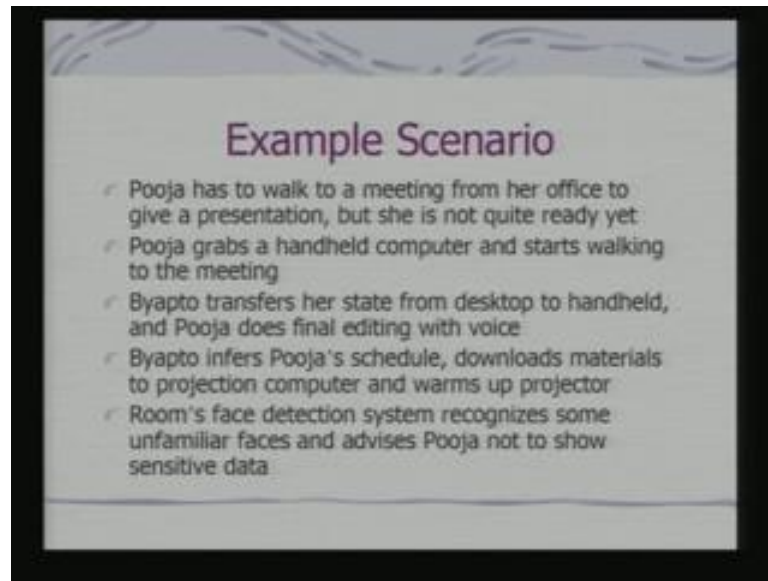 Example Scenario
Pooja has to walk to a meeting from her office to
give a presentation, but she is not quite ready yet
Pooja grabs a handheld computer and starts walking
to the meeting
Byapto transfers her state from desktop to handheld,
and Pooja does final editing with voice
Byapto infers Pooja's schedule, downloads materials
to projection computer and warms up projector
Room's face detection system recognizes some
unfamiliar faces and advises Pooja not to show
sensitive data